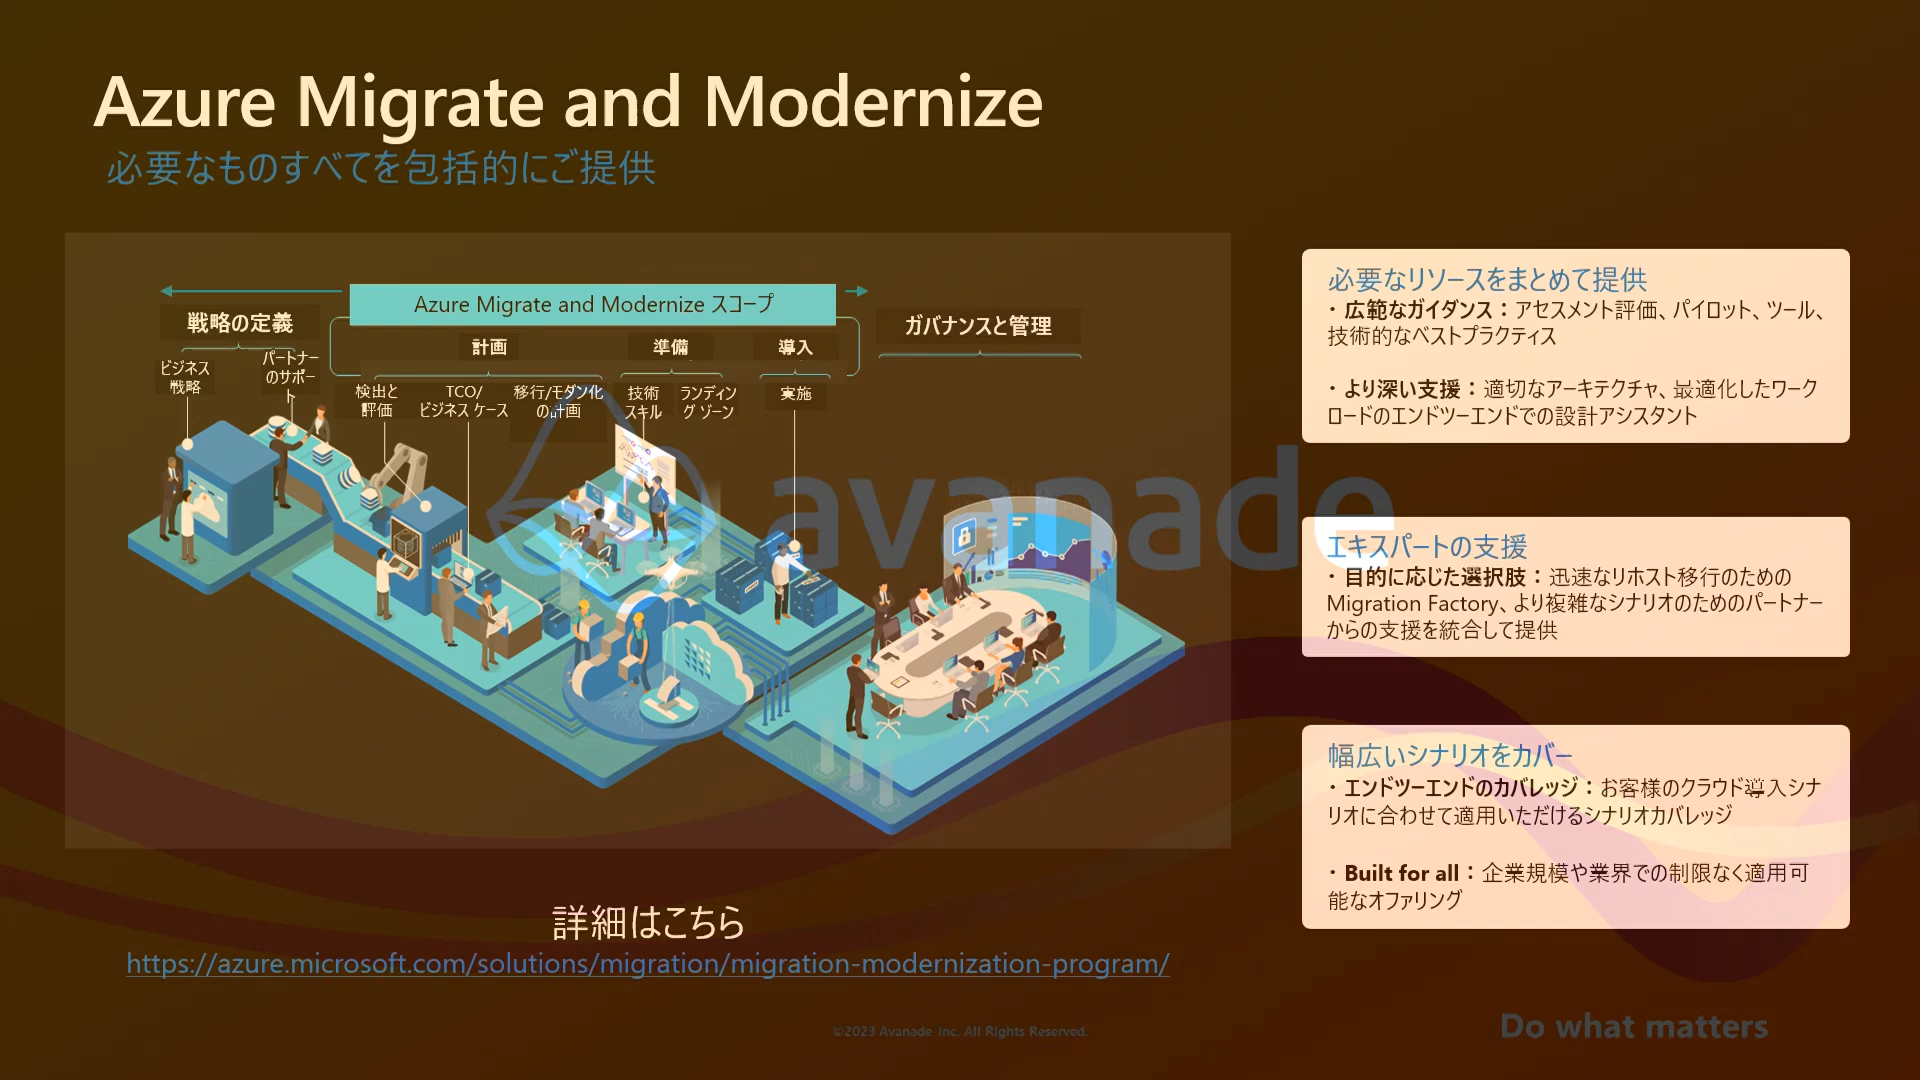 Azure Migrate and Modernize
必要なものすべてを包括的にご提供
Azure Migrate and Modernize スコープ
戦略の定義
ビジネス
戦略
パートナー
のサポー
ト
計画
検出と
評価
TCO/
ビジネス ケース
移行/モダン化
の計画
準備
技術
スキル
ランディン
グ ゾーン
導入
実施
ガバナンスと管理
avanade
必要なリソースをまとめて提供
・広範なガイダンス：アセスメント評価、パイロット、ツール、
技術的なベストプラクティス
・より深い支援：適切なアーキテクチャ、最適化したワーク
ロードのエンドツーエンドでの設計アシスタント
エキスパートの支援
・目的に応じた選択肢：迅速なリホスト移行のための
Migration Factory、より複雑なシナリオのためのパートナー
からの支援を統合して提供
幅広いシナリオをカバー
・エンドツーエンドのカバレッジ：お客様のクラウド導入シナ
リオに合わせて適用いただけるシナリオカバレッジ
・Built for all：企業規模や業界での制限なく適用可
能なオファリング
詳細はこちら
https://azure.microsoft.com/solutions/migration/migration-modernization-program/
©2023 Avanade Inc. All Rights Reserved.
Do what matters